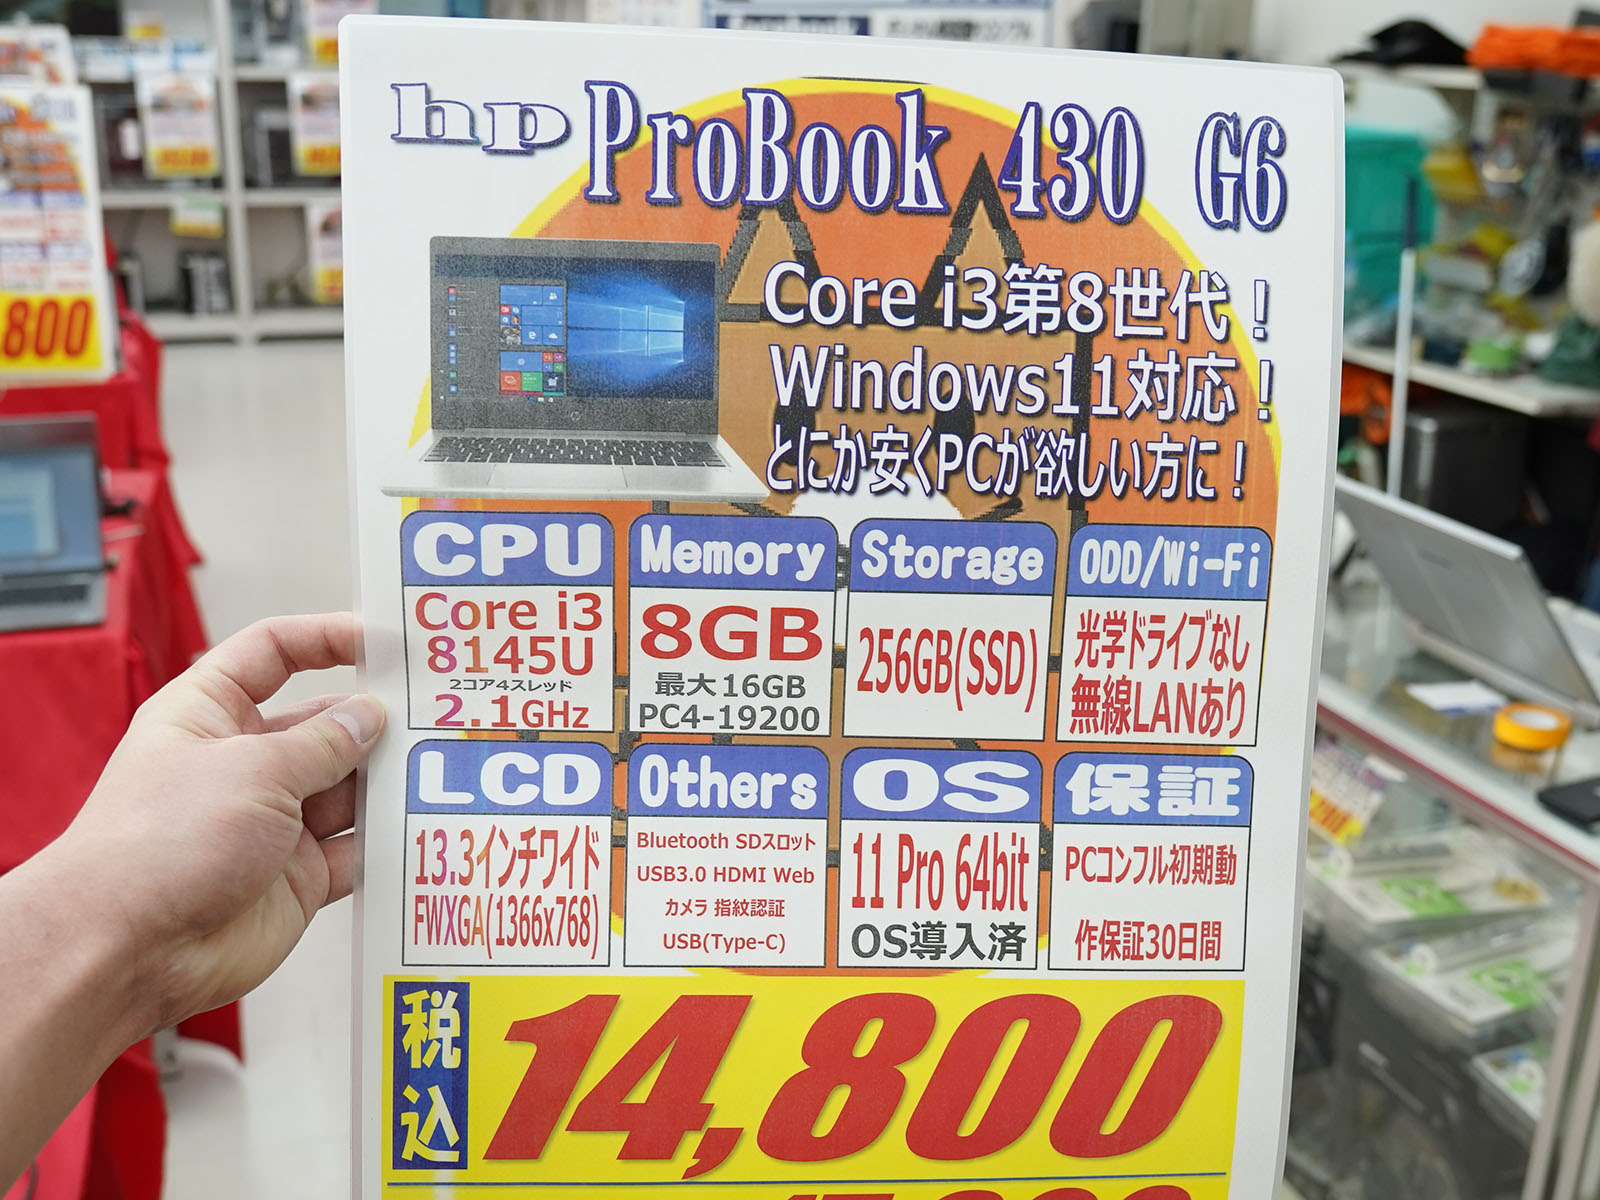 hp ProBook 430 G6
Core i3第8世代！
Windows11対応！
とにか安くPCが欲しい方に！
CPU
Core i3
8145U
2コア4スレッド
2.1GHz
Memory
8GB
最大16GB
PC4-19200
Storage
256GB(SSD)
ODD/Wi-Fi
光学ドライブなし
無線LANあり
LCD
13.3インチワイド
FWXGA(1366x768)
Others
Bluetooth SDスロット
USB3.0 HDMI Web
カメラ 指紋認証
USB(Type-C)
OS
11 Pro 64bit
OS導入済
保証
PCコンフル初期動
作保証30日間
税込
14,800
800